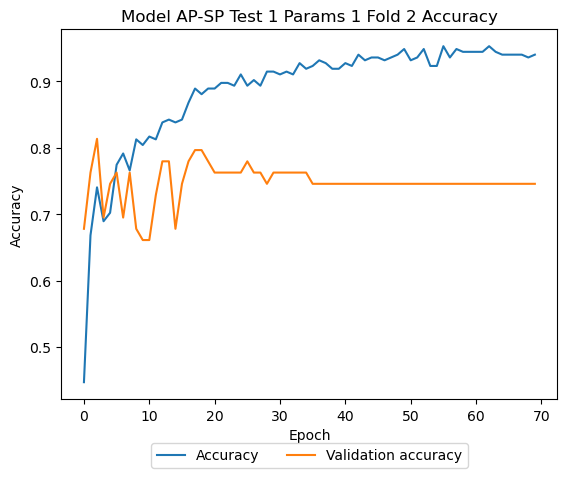 Model AP-SP Test 1 Params 1 Fold 2 Accuracy
Accuracy
0.9
0.8
0.7
0.6
0.5
0 10 20 30 40 50 60 70
Epoch
Accuracy Validation accuracy